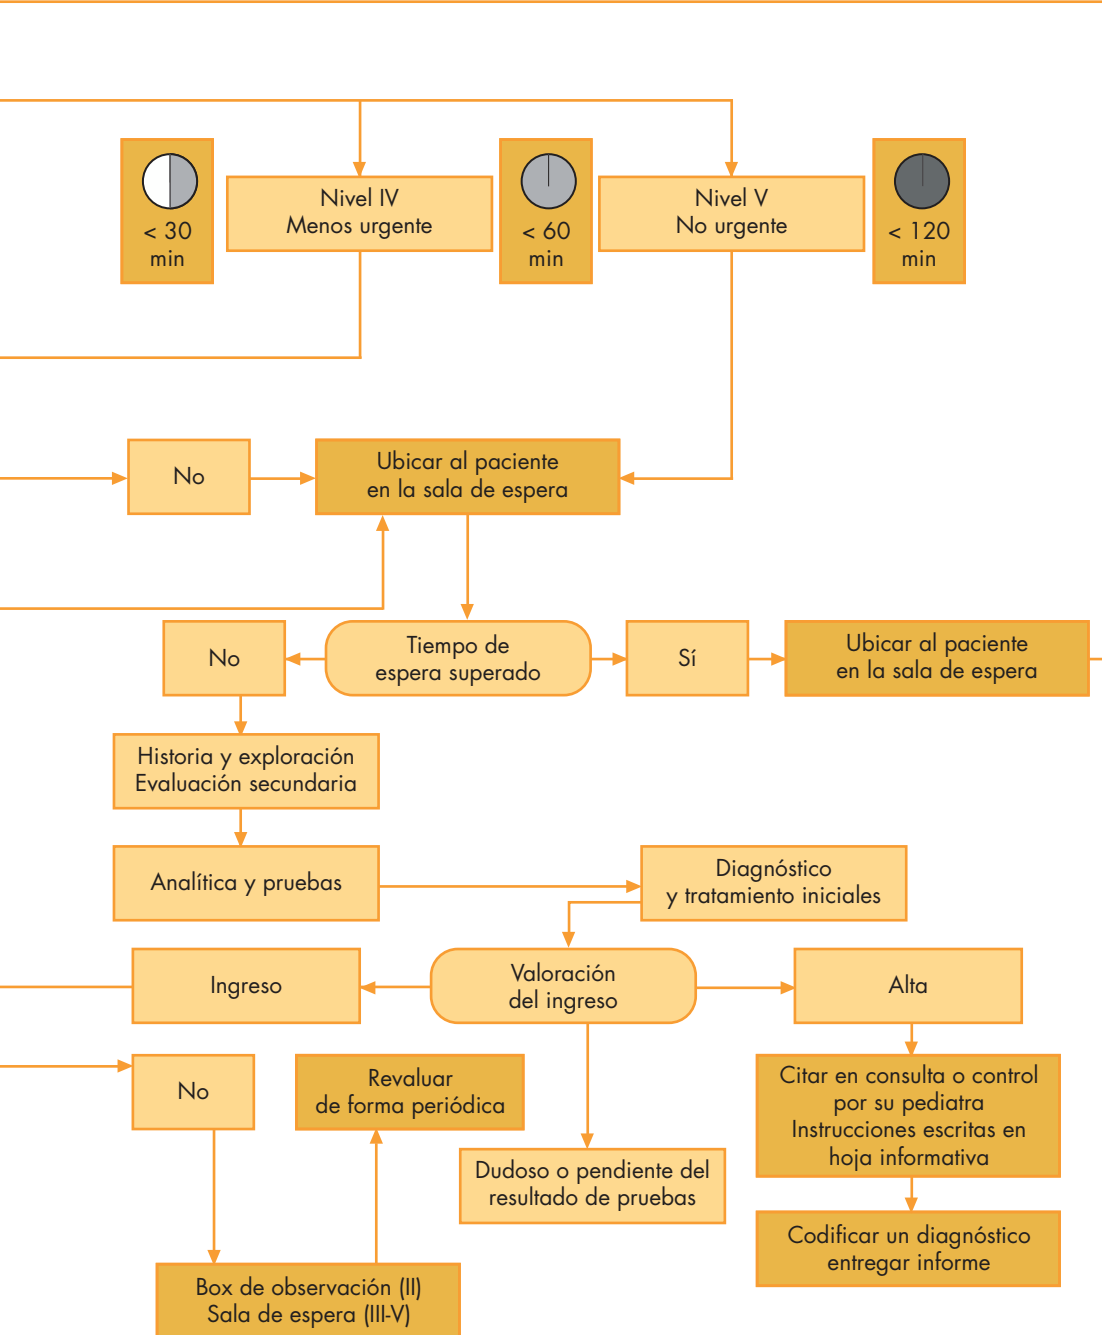 < 30
min
Nivel IV
Menos urgente
< 60
min
Nivel V
No urgente
< 120
min
No
Ubicar al paciente
en la sala de espera
No
Tiempo de
espera superado
Sí
Ubicar al paciente
en la sala de espera
Historia y exploración
Evaluación secundaria
Analítica y pruebas
Diagnóstico
y tratamiento iniciales
Ingreso
Valoración
del ingreso
Alta
No
Revaluar
de forma periódica
Citar en consulta o control
por su pediatra
Instrucciones escritas en
hoja informativa
Dudoso o pendiente del
resultado de pruebas
Codificar un diagnóstico
entregar informe
Box de observación (II)
Sala de espera (III-V)